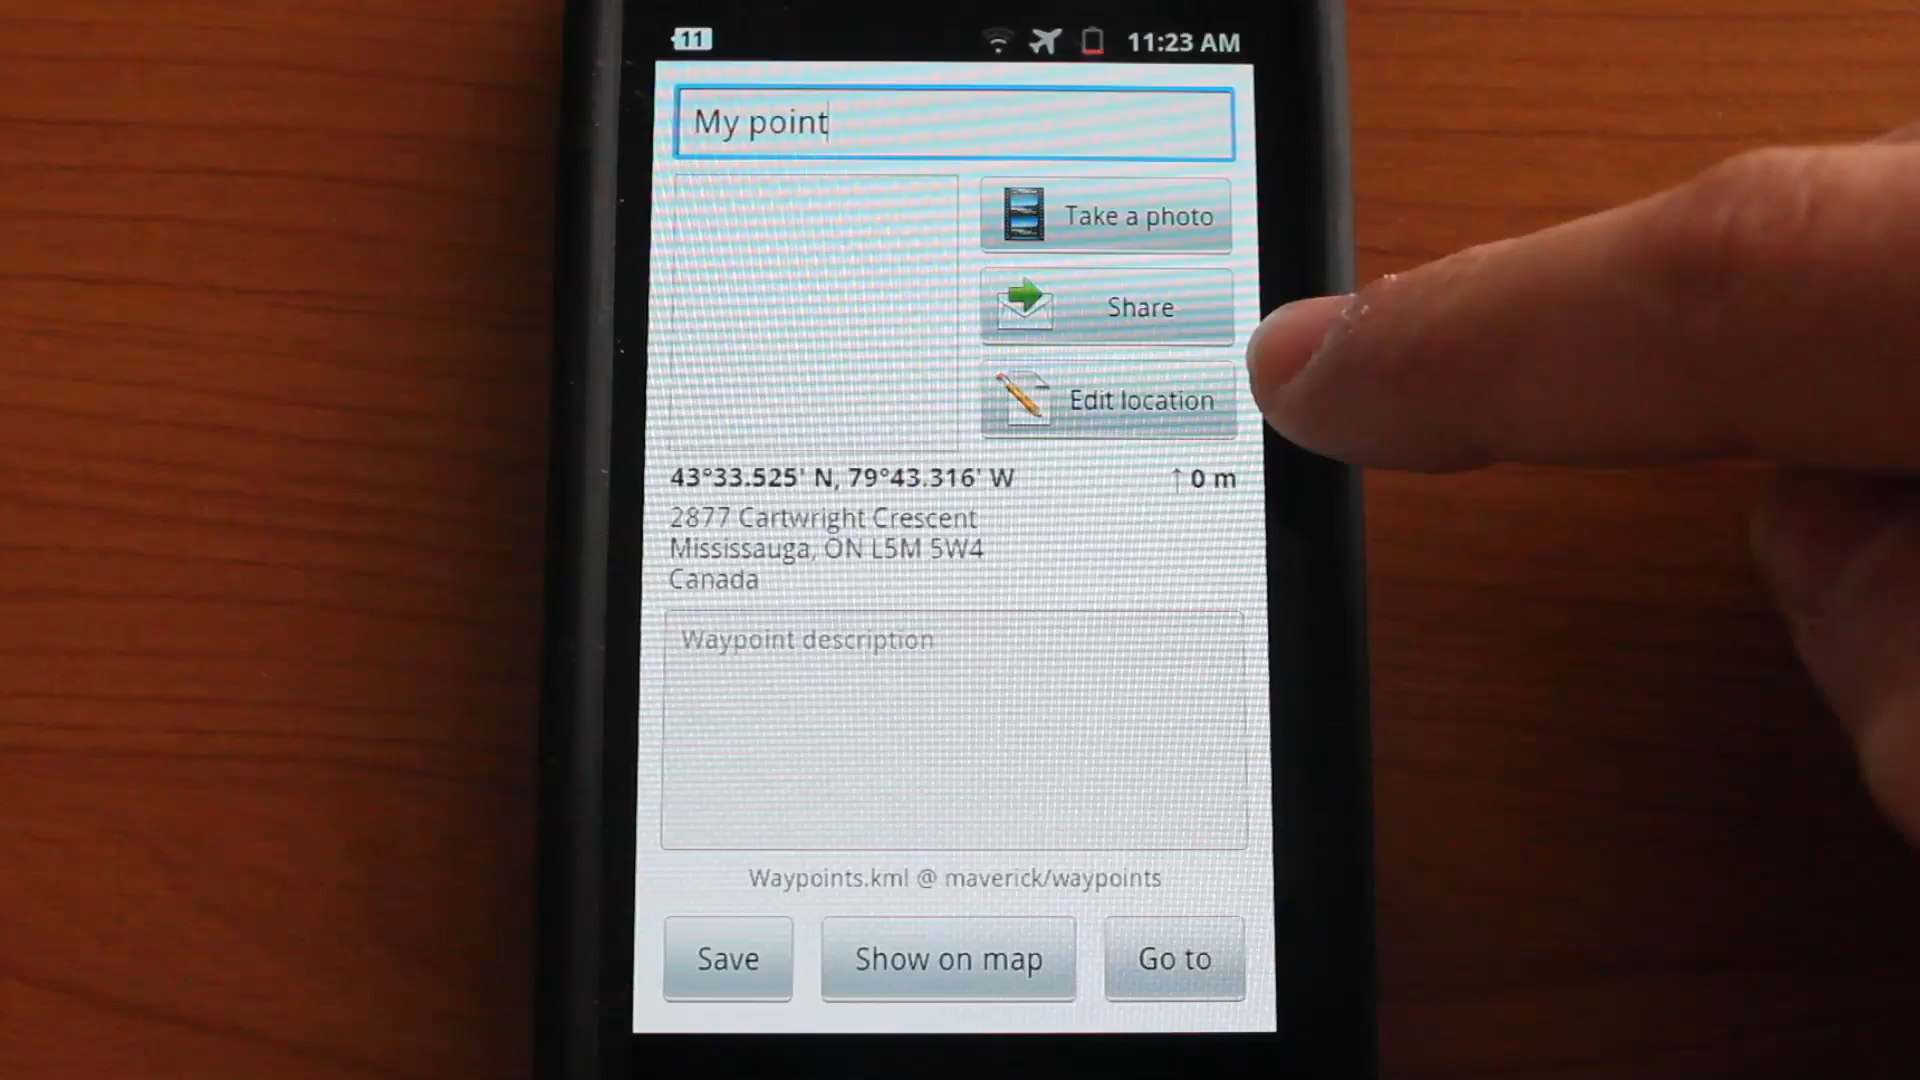 11
11:23 AM
My point
Take a photo
Share
Edit location
43°33.525' N, 79°43.316' W
↑ 0 m
2877 Cartwright Crescent
Mississauga, ON L5M 5W4
Canada
Waypoint description
Waypoints.kml @ maverick/waypoints
Save
Show on map
Go to